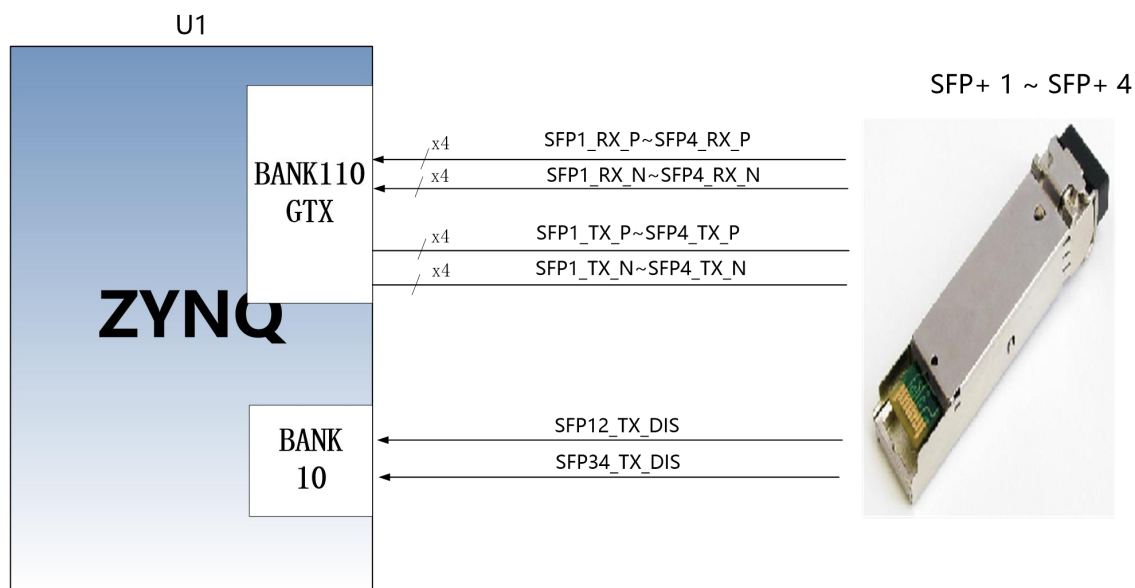 U1
SFP+ 1 ~ SFP+ 4
x4
SFP1_RX_P~SFP4_RX_P
x4
SFP1_RX_N~SFP4_RX_N
BANK110
GTX
x4
SFP1_TX_P~SFP4_TX_P
x4
SFP1_TX_N~SFP4_TX_N
ZYNQ
BANK
10
SFP12_TX_DIS
SFP34_TX_DIS